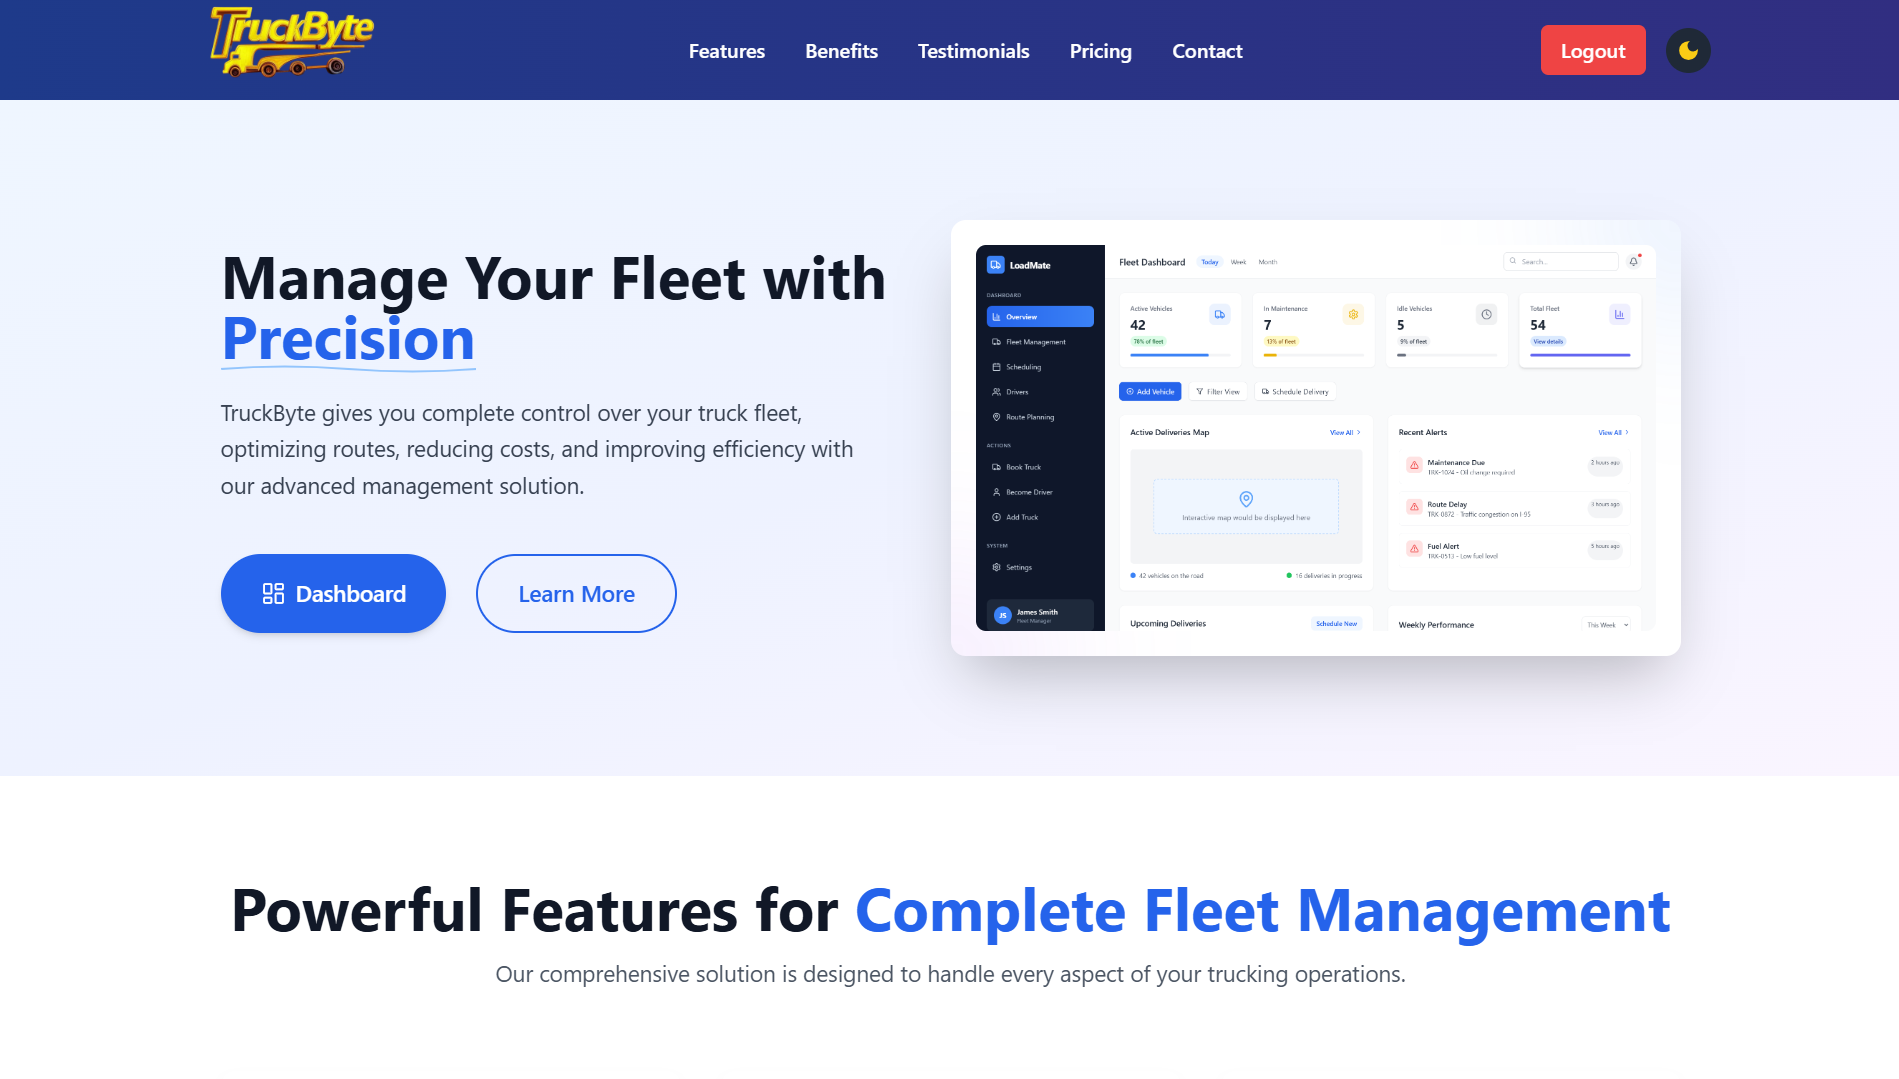 TruckByte
Features
Benefits
Testimonials
Pricing
Contact
Logout
Manage Your Fleet with
Precision
TruckByte gives you complete control over your truck fleet,
optimizing routes, reducing costs, and improving efficiency with
our advanced management solution.
Dashboard
Learn More
LoadMate
DASHBOARD
Overview
Fleet Management
Scheduling
Drivers
Route Planning
ACTIONS
Book Truck
Become Driver
Add Truck
SYSTEM
Settings
JS
James Smith
Fleet Manager
Fleet Dashboard
Today
Week
Month
Search...
Active Vehicles
42
78% of fleet
In Maintenance
7
13% of fleet
Idle Vehicles
5
9% of fleet
Total Fleet
54
View details
Add Vehicle
Filter View
Schedule Delivery
Active Deliveries Map
View All
Interactive map would be displayed here
42 vehicles on the road
16 deliveries in progress
Recent Alerts
View All
Maintenance Due
TRK-1024 - Oil change required
2 hours ago
Route Delay
TRK-0872 - Traffic congestion on I-95
3 hours ago
Fuel Alert
TRK-0513 - Low fuel level
5 hours ago
Upcoming Deliveries
Schedule New
Weekly Performance
This Week
Powerful Features for Complete Fleet Management
Our comprehensive solution is designed to handle every aspect of your trucking operations.